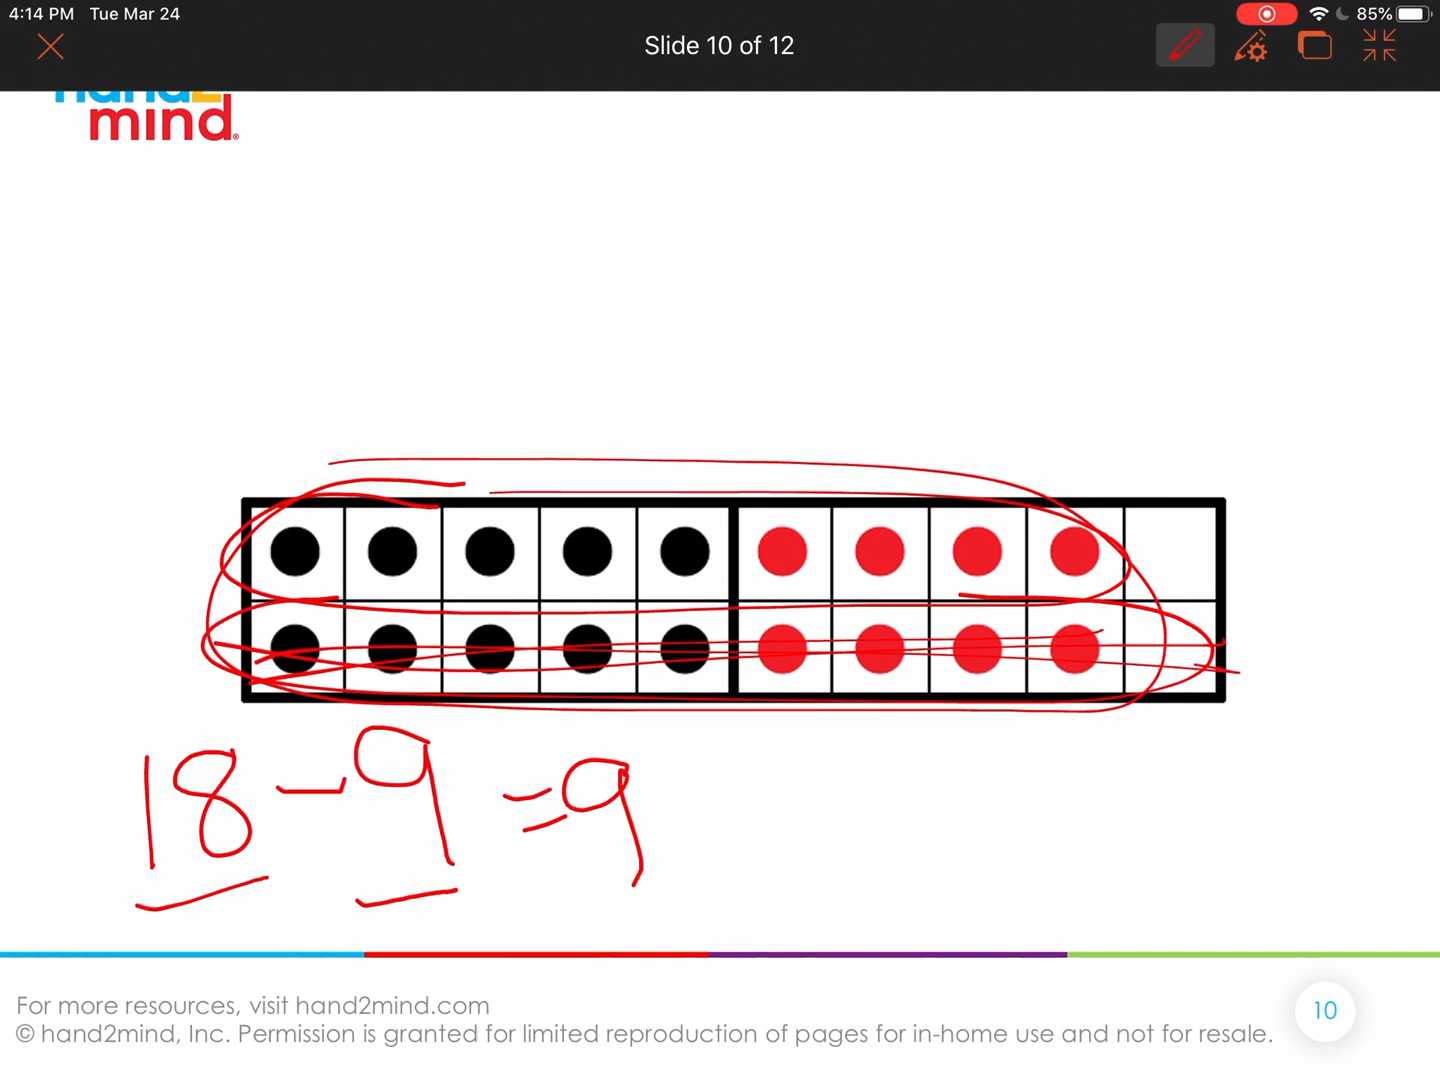 4:14 PM Tue Mar 24
85%
Slide 10 of 12
hand2
mind®
18 - 9 = 9
For more resources, visit hand2mind.com
© hand2mind, Inc. Permission is granted for limited reproduction of pages for in-home use and not for resale.
10